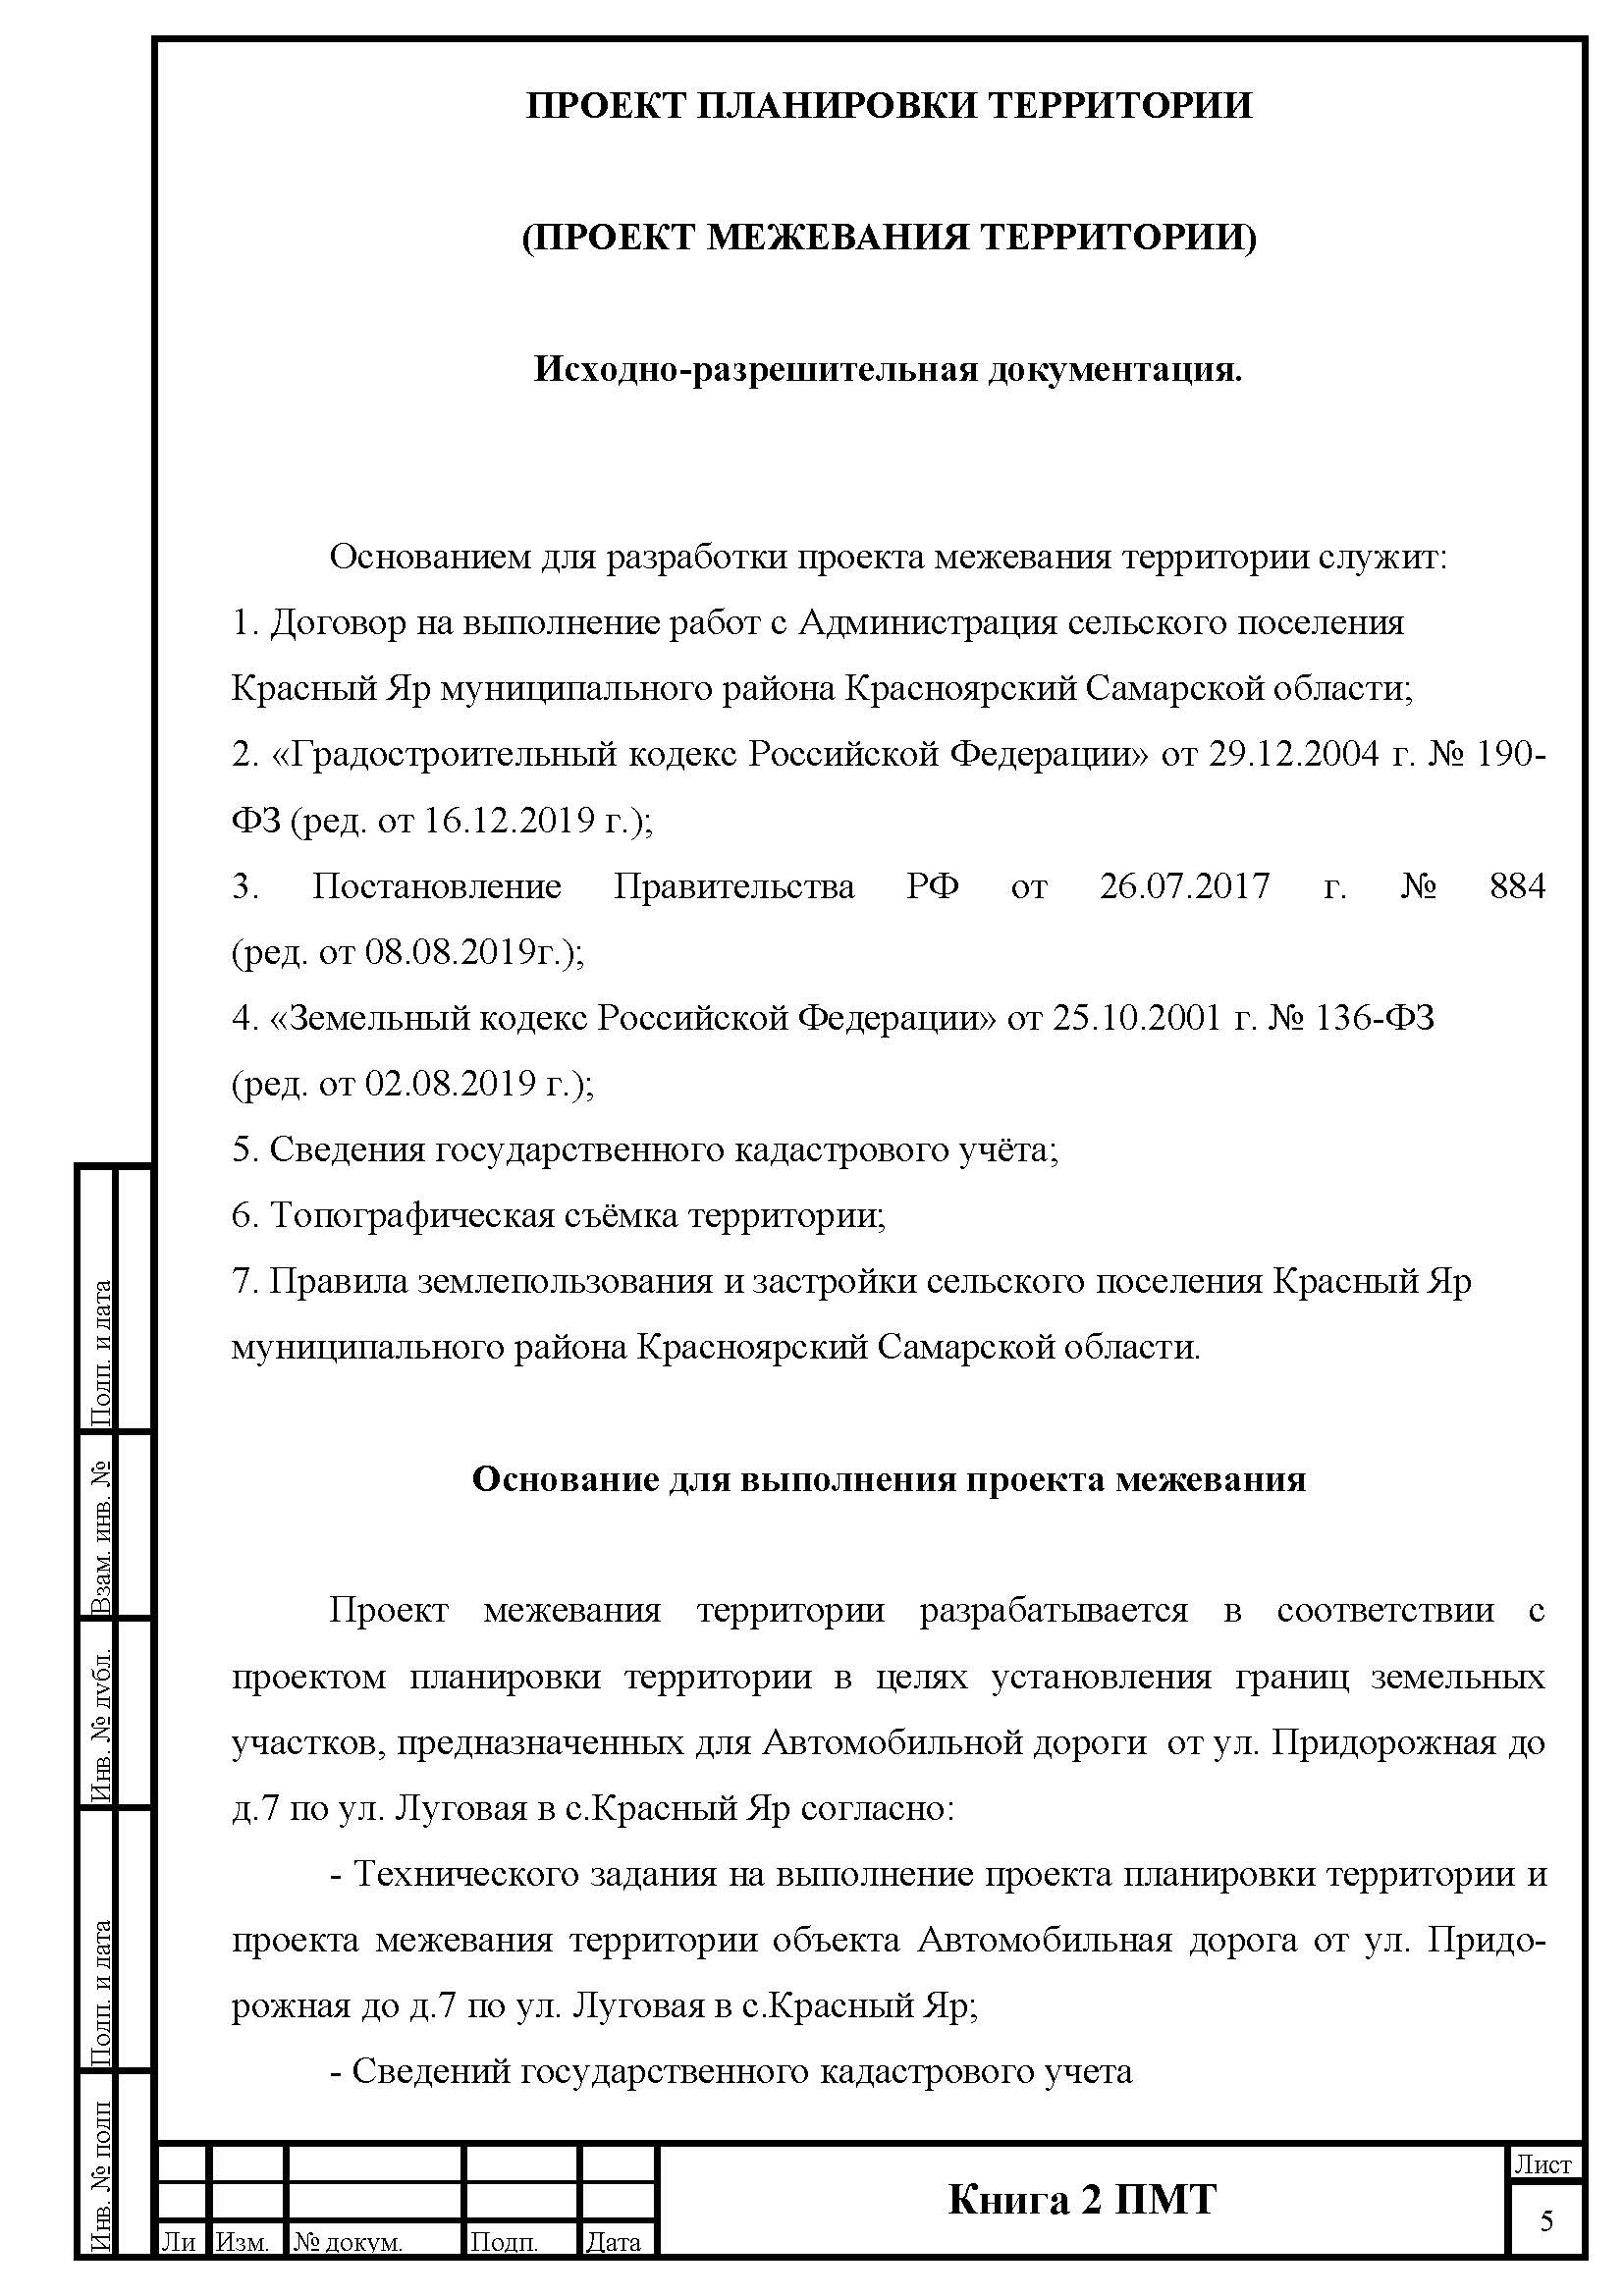 ПРОЕКТ ПЛАНИРОВКИ ТЕРРИТОРИИ
(ПРОЕКТ МЕЖЕВАНИЯ ТЕРРИТОРИИ)
Исходно-разрешительная документация.
Основанием для разработки проекта межевания территории служит:
1. Договор на выполнение работ с Администрация сельского поселения
Красный Яр муниципального района Красноярский Самарской области;
2. «Градостроительный кодекс Российской Федерации» от 29.12.2004 г. № 190-
ФЗ (ред. от 16.12.2019 г.);
3. Постановление Правительства РФ от 26.07.2017 г. № 884
(ред. от 08.08.2019г.);
4. «Земельный кодекс Российской Федерации» от 25.10.2001 г. № 136-ФЗ
(ред. от 02.08.2019 г.);
5. Сведения государственного кадастрового учёта;
6. Топографическая съёмка территории;
7. Правила землепользования и застройки сельского поселения Красный Яр
муниципального района Красноярский Самарской области.
Основание для выполнения проекта межевания
Проект межевания территории разрабатывается в соответствии с
проектом планировки территории в целях установления границ земельных
участков, предназначенных для Автомобильной дороги от ул. Придорожная до
д.7 по ул. Луговая в с.Красный Яр согласно:
- Технического задания на выполнение проекта планировки территории и
проекта межевания территории объекта Автомобильная дорога от ул. Придо-
рожная до д.7 по ул. Луговая в с.Красный Яр;
- Сведений государственного кадастрового учета
Подп. и дата
Взам. инв. №
Инв. № дубл.
Подп. и дата
Инв. № подп
Ли Изм. № докум. Подп. Дата
Книга 2 ПМТ
Лист
5